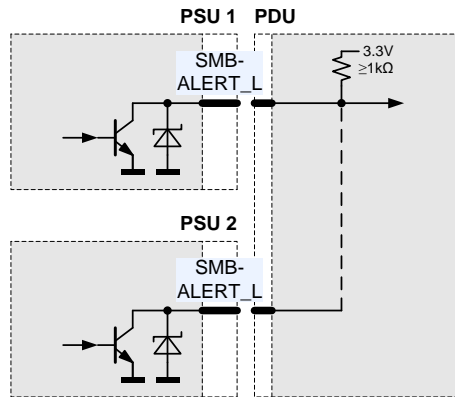 PSU 1 PDU
SMB-
ALERT_L
3.3V
≥1kΩ
PSU 2
SMB-
ALERT_L